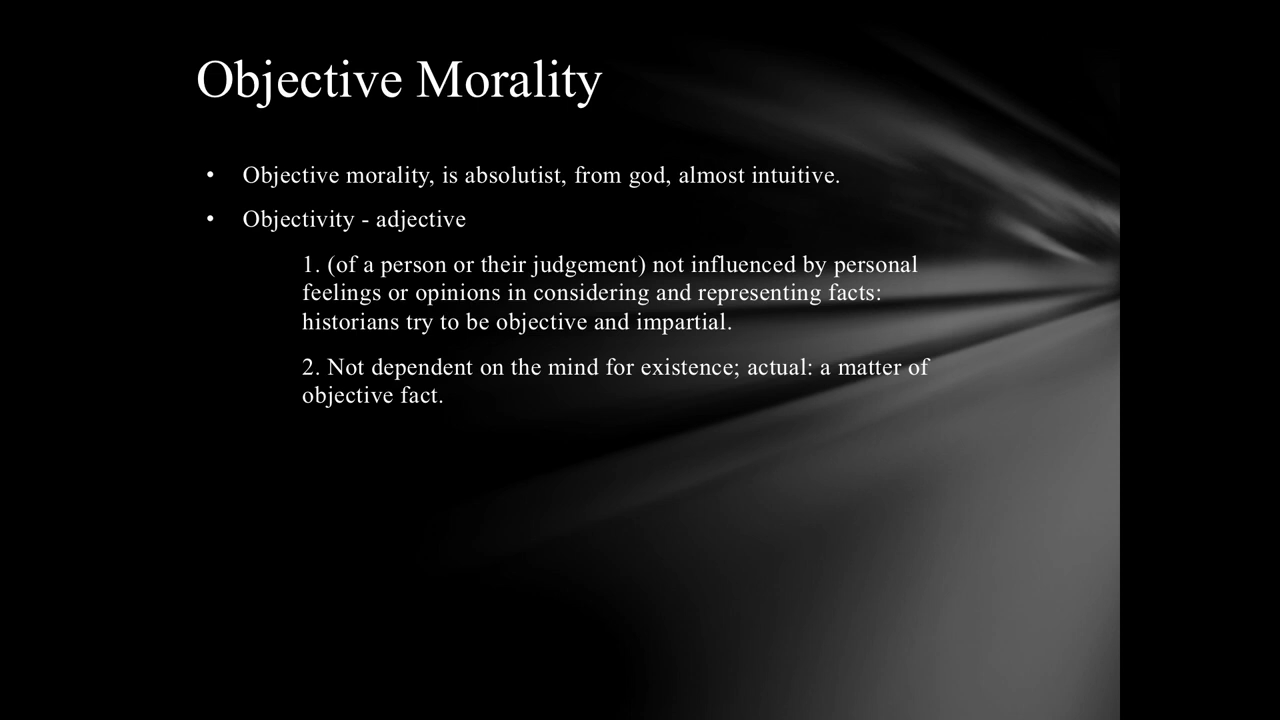 Objective Morality
• Objective morality, is absolutist, from god, almost intuitive.
• Objectivity - adjective
1. (of a person or their judgement) not influenced by personal
feelings or opinions in considering and representing facts:
historians try to be objective and impartial.
2. Not dependent on the mind for existence; actual: a matter of
objective fact.